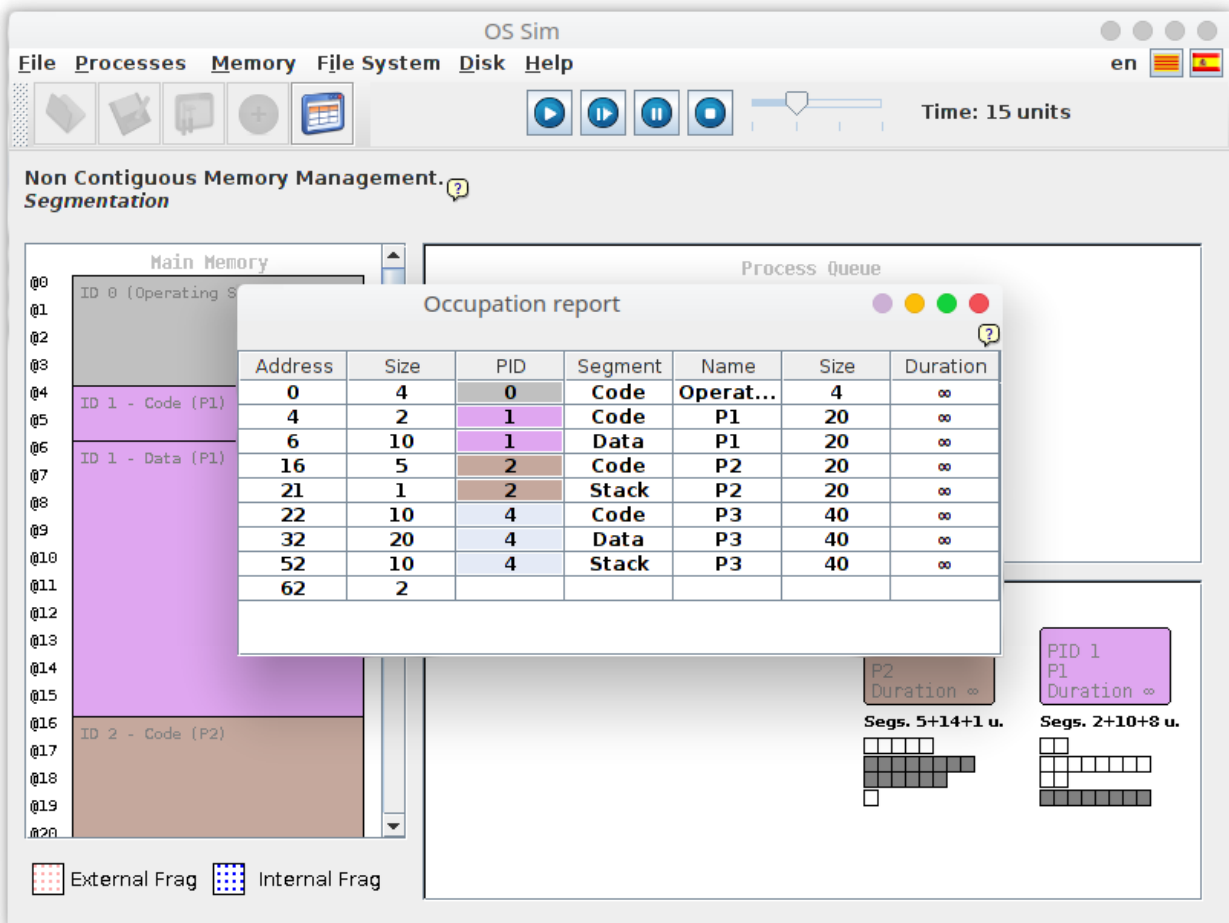 OS Sim
File Processes Memory File System Disk Help
en
Time: 15 units
Non Contiguous Memory Management.
?
Segmentation
Main Memory
Process Queue
@0
ID 0 (Operating S
@1
@2
@3
@4
ID 1 - Code (P1)
@5
@6
ID 1 - Data (P1)
@7
@8
@9
@10
@11
@12
@13
@14
@15
@16
ID 2 - Code (P2)
@17
@18
@19
@20
Occupation report
?
Address Size PID Segment Name Size Duration
0 4 0 Code Operat... 4 ∞
4 2 1 Code P1 20 ∞
6 10 1 Data P1 20 ∞
16 5 2 Code P2 20 ∞
21 1 2 Stack P2 20 ∞
22 10 4 Code P3 40 ∞
32 20 4 Data P3 40 ∞
52 10 4 Stack P3 40 ∞
62 2
P2
Duration ∞
Segs. 5+14+1 u.
PID 1
P1
Duration ∞
Segs. 2+10+8 u.
External Frag Internal Frag